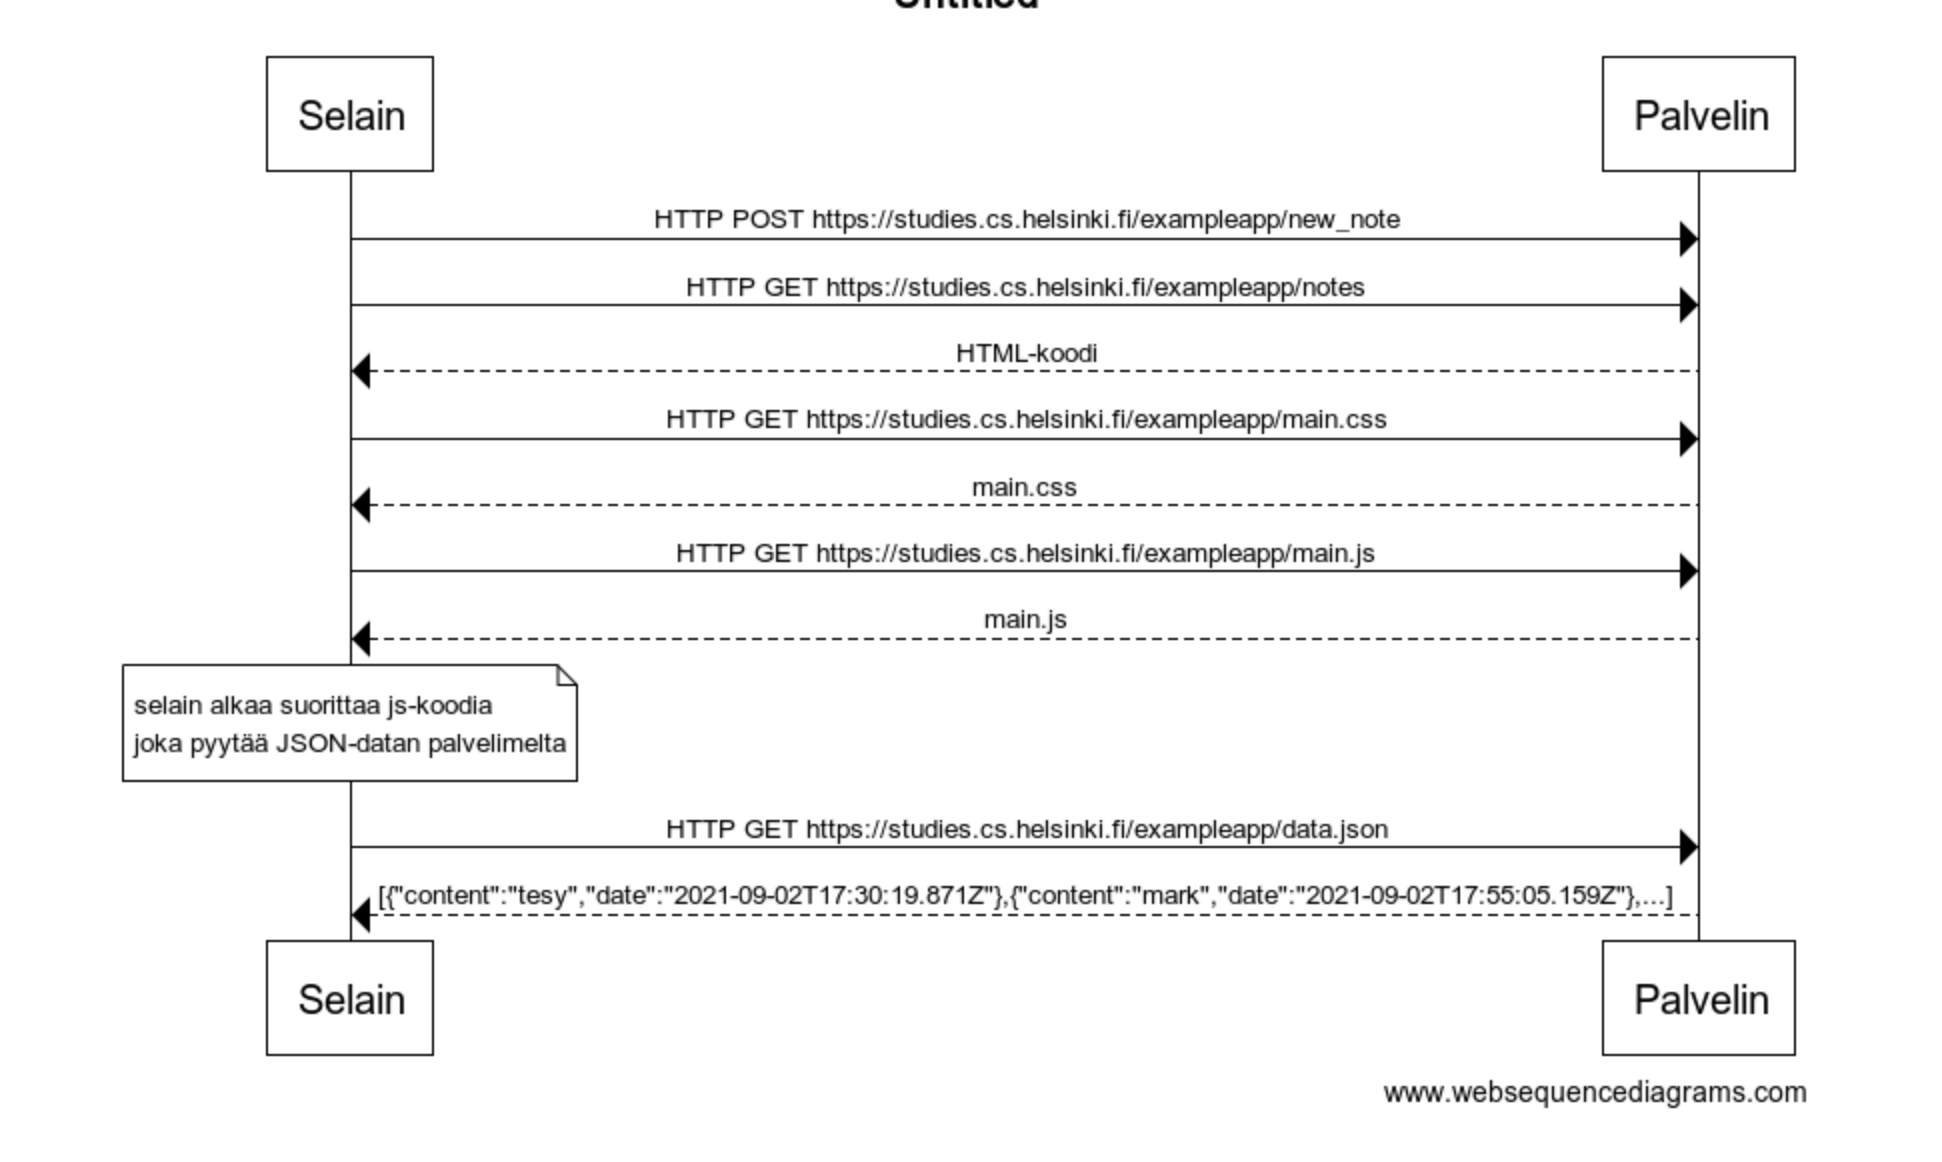 Untitled
Selain
Palvelin
HTTP POST https://studies.cs.helsinki.fi/exampleapp/new_note
HTTP GET https://studies.cs.helsinki.fi/exampleapp/notes
HTML-koodi
HTTP GET https://studies.cs.helsinki.fi/exampleapp/main.css
main.css
HTTP GET https://studies.cs.helsinki.fi/exampleapp/main.js
main.js
selain alkaa suorittaa js-koodia
joka pyytää JSON-datan palvelimelta
HTTP GET https://studies.cs.helsinki.fi/exampleapp/data.json
[{"content":"tesy","date":"2021-09-02T17:30:19.871Z"},{"content":"mark","date":"2021-09-02T17:55:05.159Z"},...]
Selain
Palvelin
www.websequencediagrams.com